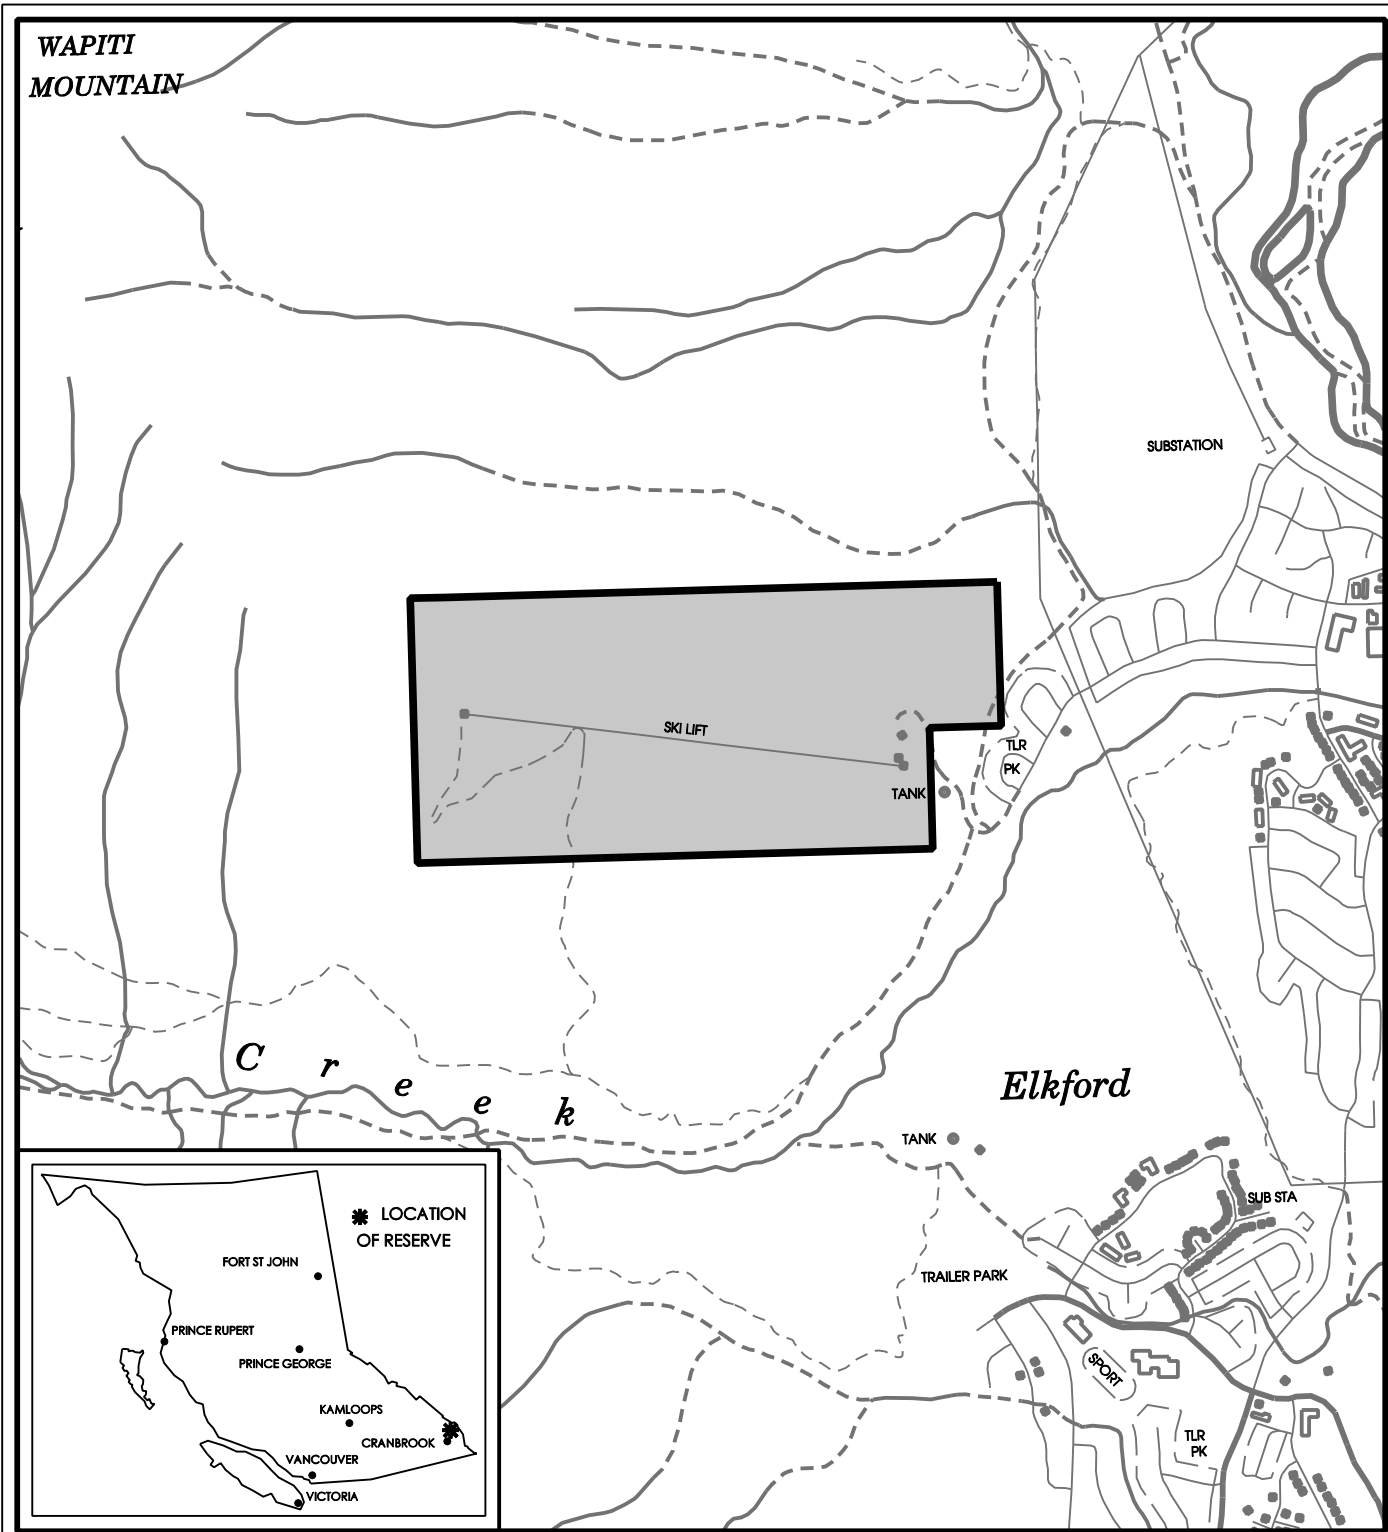 WAPITI
MOUNTAIN
SUBSTATION
SKI LIFT
TLR
PK
TANK
Creek
Elkford
TANK
SUB STA
TRAILER PARK
SPORT
TLR
PK
LOCATION
OF RESERVE
FORT ST JOHN
PRINCE RUPERT
PRINCE GEORGE
KAMLOOPS
CRANBROOK
VANCOUVER
VICTORIA